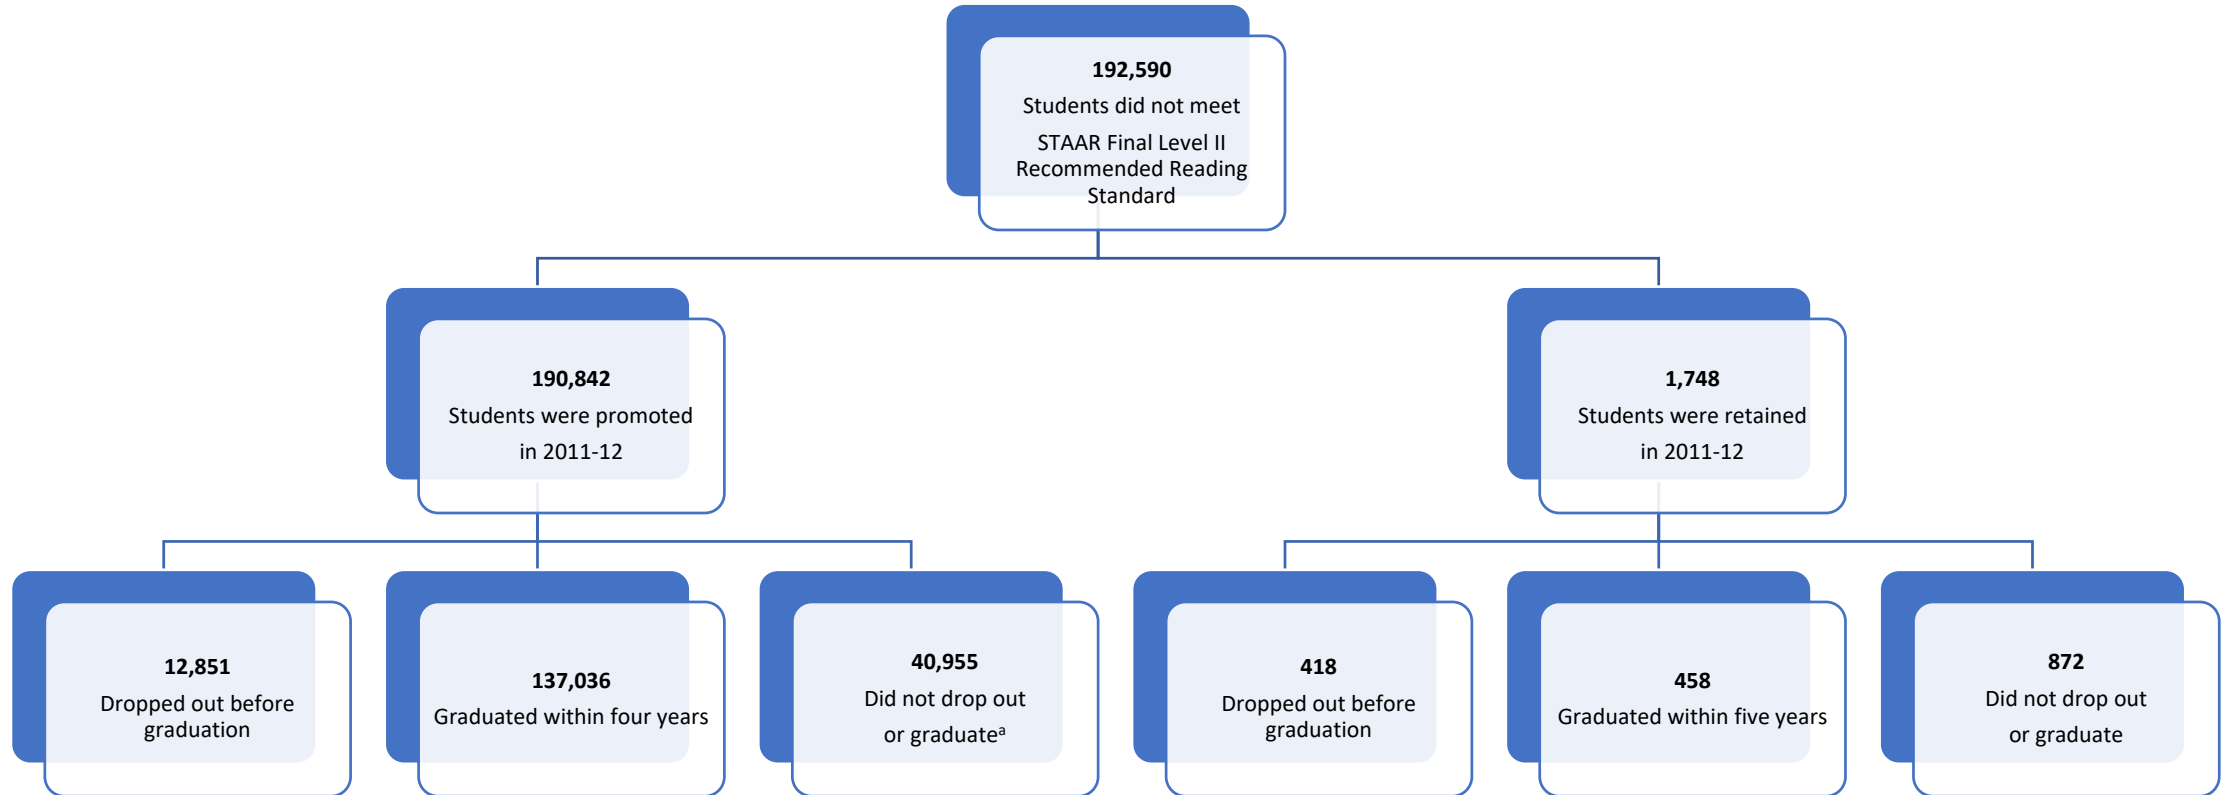 192,590
Students did not meet
STAAR Final Level II
Recommended Reading
Standard
190,842
Students were promoted
in 2011-12
1,748
Students were retained
in 2011-12
12,851
Dropped out before
graduation
137,036
Graduated within four years
40,955
Did not drop out
or graduateᵃ
418
Dropped out before
graduation
458
Graduated within five years
872
Did not drop out
or graduate